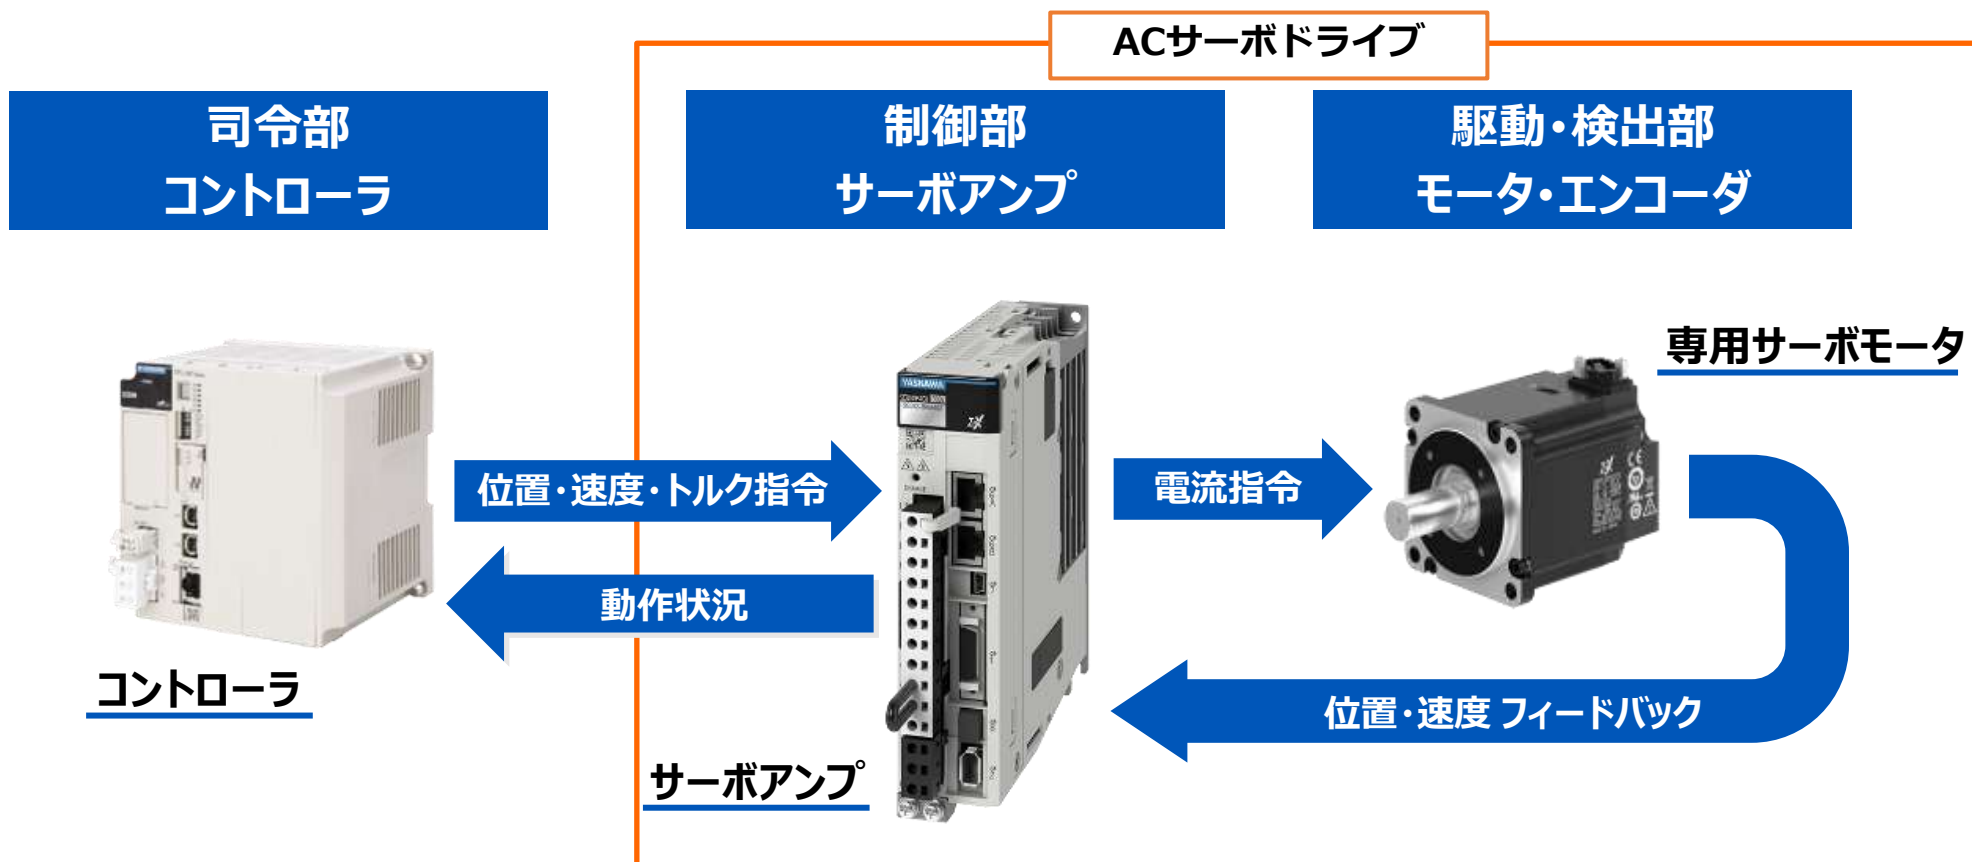 ACサーボドライブ
司令部
コントローラ
制御部
サーボアンプ
駆動・検出部
モータ・エンコーダ
専用サーボモータ
YASKAWA
位置・速度・トルク指令
電流指令
動作状況
位置・速度 フィードバック
コントローラ
サーボアンプ